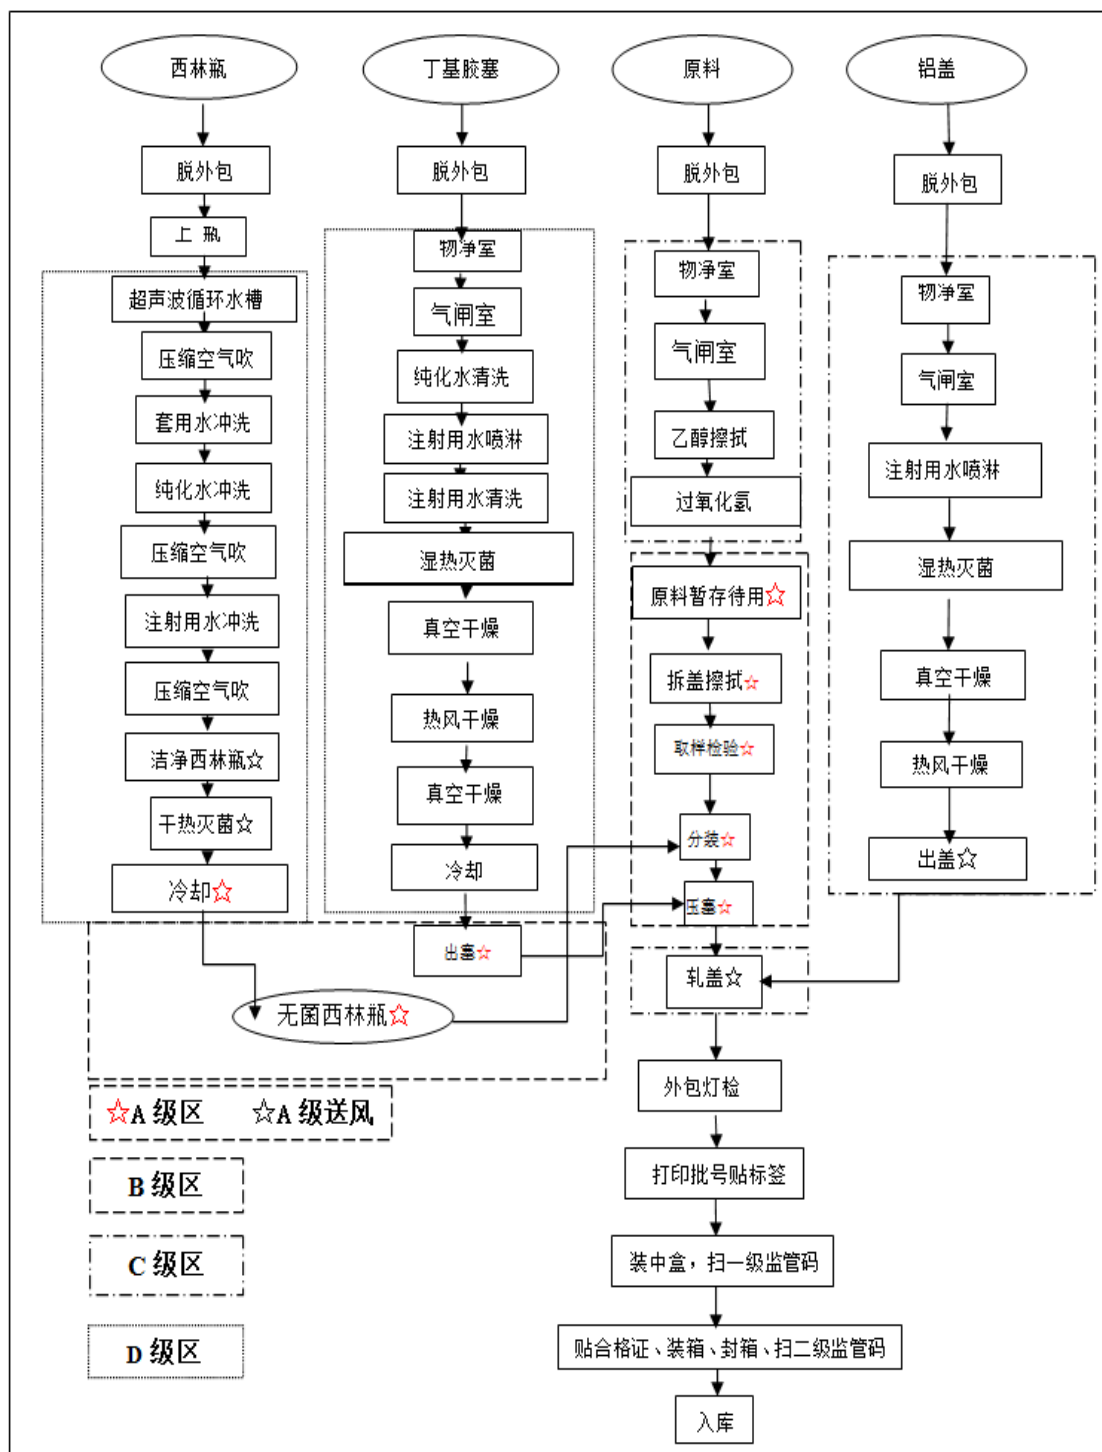 西林瓶
丁基胶塞
原料
铝盖
脱外包
脱外包
脱外包
脱外包
上 瓶
超声波循环水槽
压缩空气吹
套用水冲洗
纯化水冲洗
压缩空气吹
注射用水冲洗
压缩空气吹
洁净西林瓶☆
干热灭菌☆
冷却☆
物净室
气闸室
纯化水清洗
注射用水喷淋
注射用水清洗
湿热灭菌
真空干燥
热风干燥
真空干燥
冷却
出塞☆
无菌西林瓶☆
物净室
气闸室
乙醇擦拭
过氧化氢
原料暂存待用☆
拆盖擦拭☆
取样检验☆
分装☆
压塞☆
轧盖☆
物净室
气闸室
注射用水喷淋
湿热灭菌
真空干燥
热风干燥
出盖☆
外包灯检
打印批号贴标签
装中盒，扫一级监管码
贴合格证、装箱、封箱、扫二级监管码
入库
☆A 级区 ☆A 级送风
B 级区
C 级区
D 级区